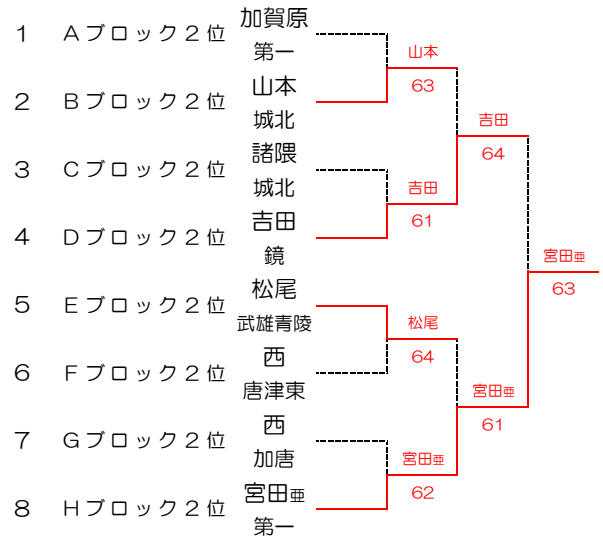 加賀原
1 Aブロック2位
第一
山本
63
山本
2 Bブロック2位
城北
吉田
64
諸隈
3 Cブロック2位
城北
吉田
61
吉田
4 Dブロック2位
鏡
宮田亜
63
松尾
5 Eブロック2位
武雄青陵
松尾
64
西
6 Fブロック2位
唐津東
宮田亜
61
西
7 Gブロック2位
加唐
宮田亜
62
宮田亜
8 Hブロック2位
第一